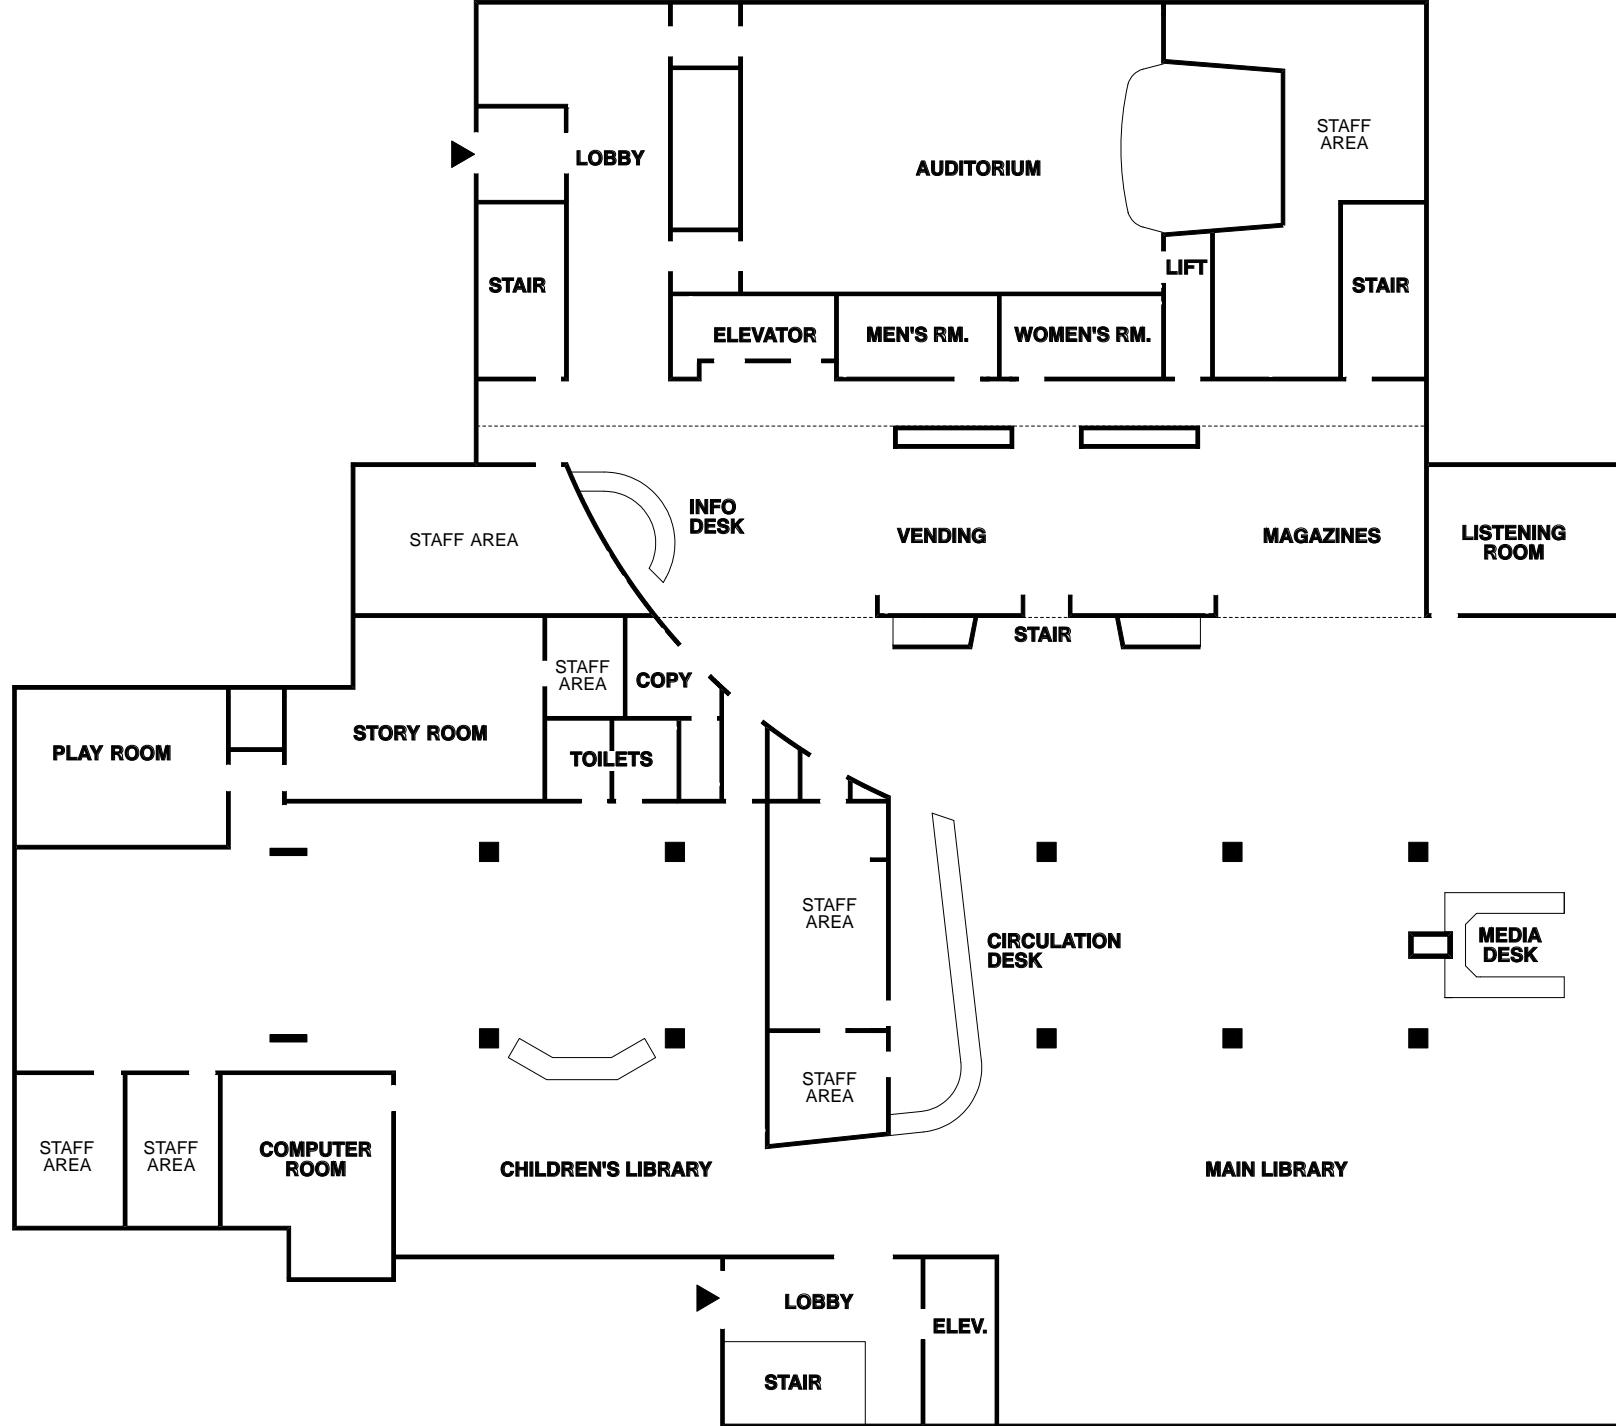 STAFF
AREA
LOBBY
AUDITORIUM
LIFT
STAIR
STAIR
ELEVATOR
MEN'S RM.
WOMEN'S RM.
INFO
DESK
STAFF AREA
VENDING
MAGAZINES
LISTENING
ROOM
STAIR
STAFF
AREA
COPY
PLAY ROOM
STORY ROOM
TOILETS
STAFF
AREA
CIRCULATION
DESK
MEDIA
DESK
STAFF
AREA
STAFF
AREA
STAFF
AREA
COMPUTER
ROOM
CHILDREN'S LIBRARY
MAIN LIBRARY
LOBBY
ELEV.
STAIR